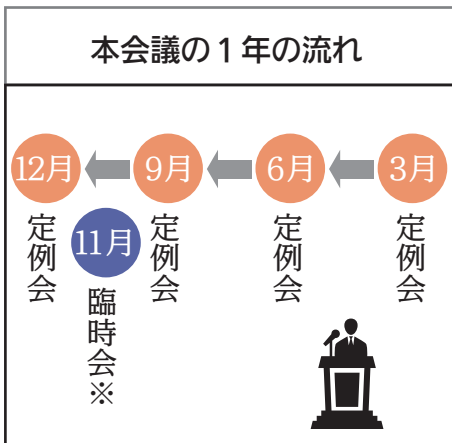 本会議の1年の流れ
3月
定例会
6月
定例会
9月
定例会
11月
臨時会※
12月
定例会